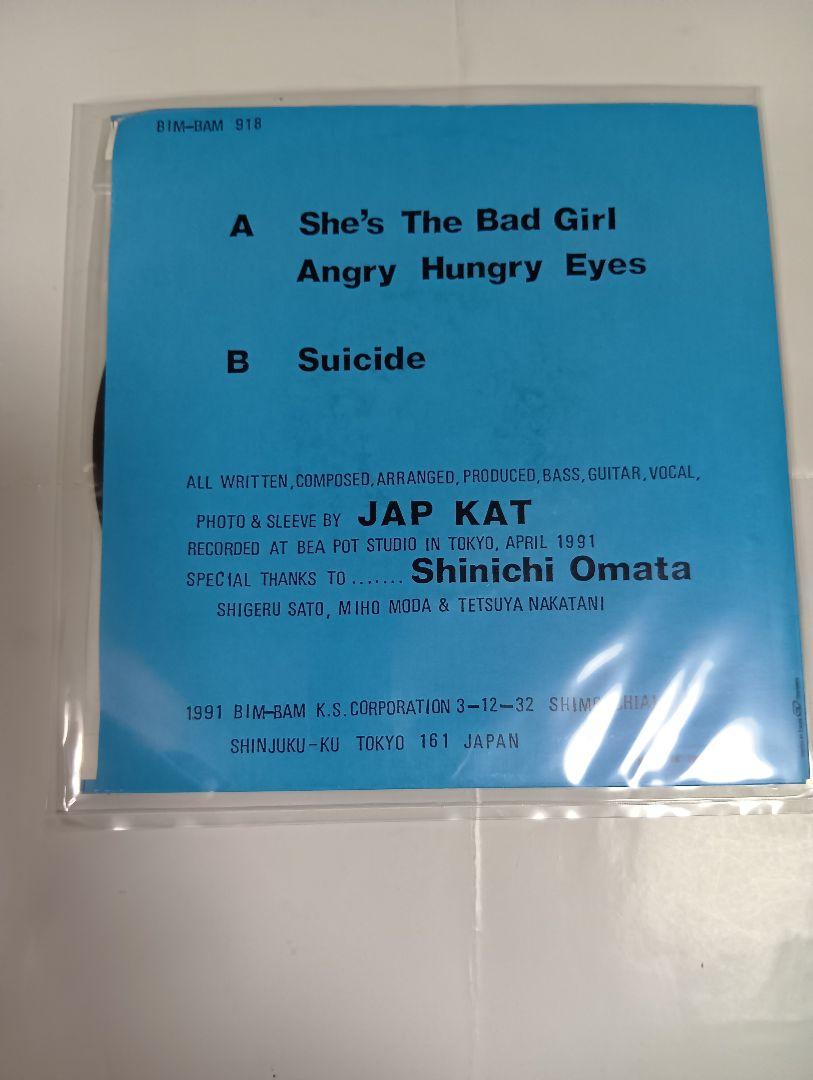 BIM-BAM 918
A She's The Bad Girl
Angry Hungry Eyes
B Suicide
ALL WRITTEN,COMPOSED,ARRANGED,PRODUCED,BASS,GUITAR,VOCAL,
PHOTO & SLEEVE BY JAP KAT
RECORDED AT BEA POT STUDIO IN TOKYO, APRIL 1991
SPECIAL THANKS TO ....... Shinichi Omata
SHIGERU SATO, MIHO MODA & TETSUYA NAKATANI
1991 BIM-BAM K.S.CORPORATION 3-12-32
SHINJUKU-KU TOKYO 161 JAPAN